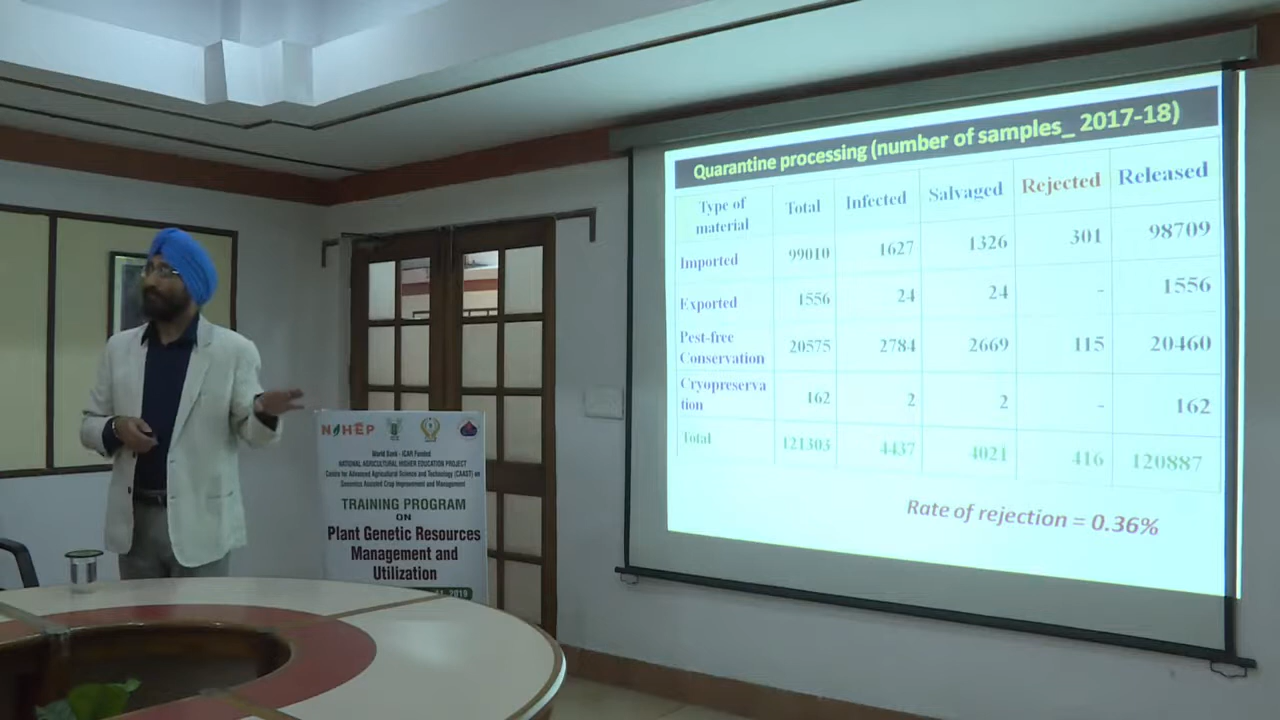 Quarantine processing (number of samples_ 2017-18)
Type of material Total Infected Salvaged Rejected Released
Imported 99010 1627 1326 301 98709
Exported 1556 24 24 - 1556
Pest-free Conservation 20575 2784 2669 115 20460
Cryopreserva tion 162 2 2 - 162
Total 121303 4437 4021 416 120887
Rate of rejection = 0.36%
NAHEP
World Bank - ICAR Funded
NATIONAL AGRICULTURAL HIGHER EDUCATION PROJECT
Centre for Advanced Agricultural Science and Technology (CAAST) on
Genomics Assisted Crop Improvement and Management
TRAINING PROGRAM
ON
Plant Genetic Resources
Management and
Utilization
2019